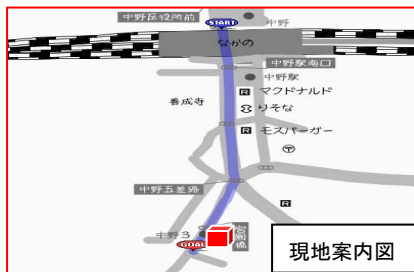 中野区役所前
START
中野
なかの
中野駅南口
中野駅
マクドナルド
養成寺
りそな
モスバーガー
中野五差路
中野3
GOAL
現地案内図